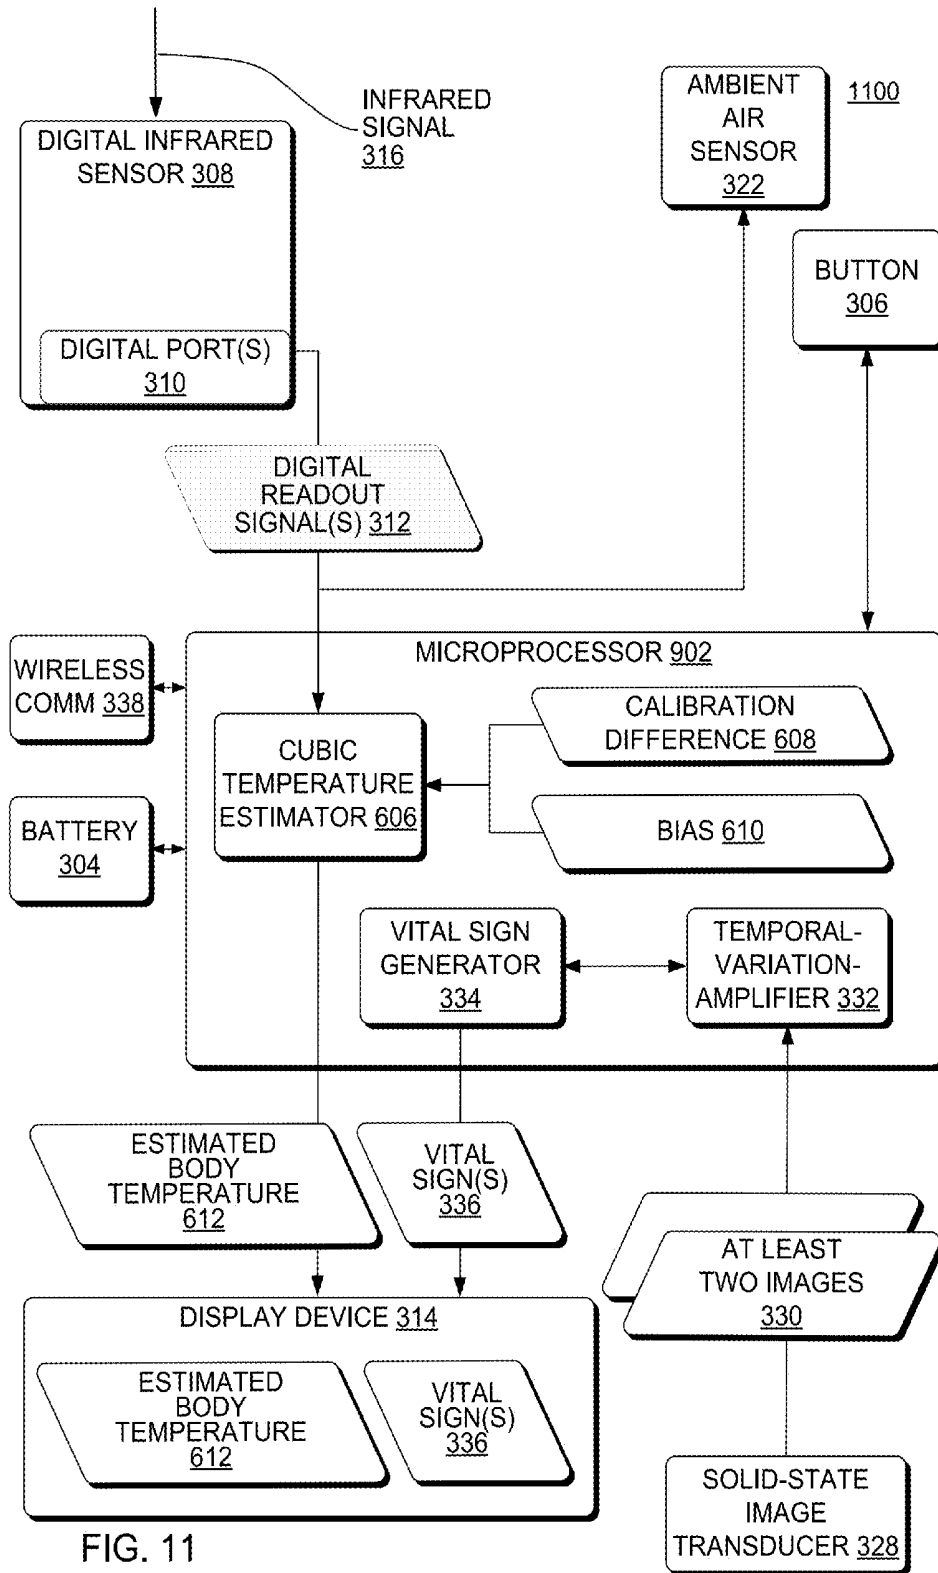 INFRARED
SIGNAL
316
DIGITAL INFRARED
SENSOR 308
DIGITAL PORT(S)
310
AMBIENT
AIR
SENSOR
322
1100
BUTTON
306
DIGITAL
READOUT
SIGNAL(S) 312
MICROPROCESSOR 902
WIRELESS
COMM 338
BATTERY
304
CUBIC
TEMPERATURE
ESTIMATOR 606
CALIBRATION
DIFFERENCE 608
BIAS 610
VITAL SIGN
GENERATOR
334
TEMPORAL-
VARIATION-
AMPLIFIER 332
ESTIMATED
BODY
TEMPERATURE
612
VITAL
SIGN(S)
336
AT LEAST
TWO IMAGES
330
DISPLAY DEVICE 314
ESTIMATED
BODY
TEMPERATURE
612
VITAL
SIGN(S)
336
SOLID-STATE
IMAGE
TRANSDUCER 328
FIG. 11